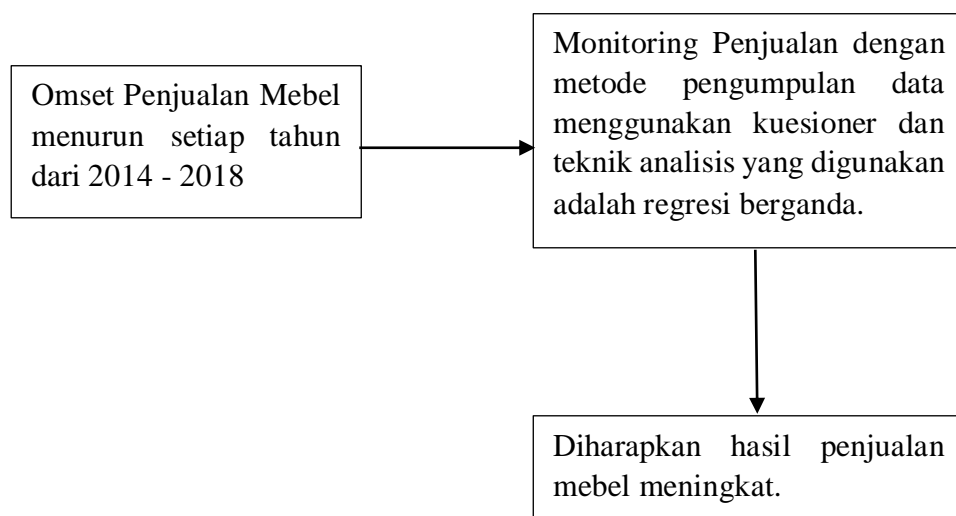 Omset Penjualan Mebel
menurun setiap tahun
dari 2014 - 2018
Monitoring Penjualan dengan
metode pengumpulan data
menggunakan kuesioner dan
teknik analisis yang digunakan
adalah regresi berganda.
Diharapkan hasil penjualan
mebel meningkat.